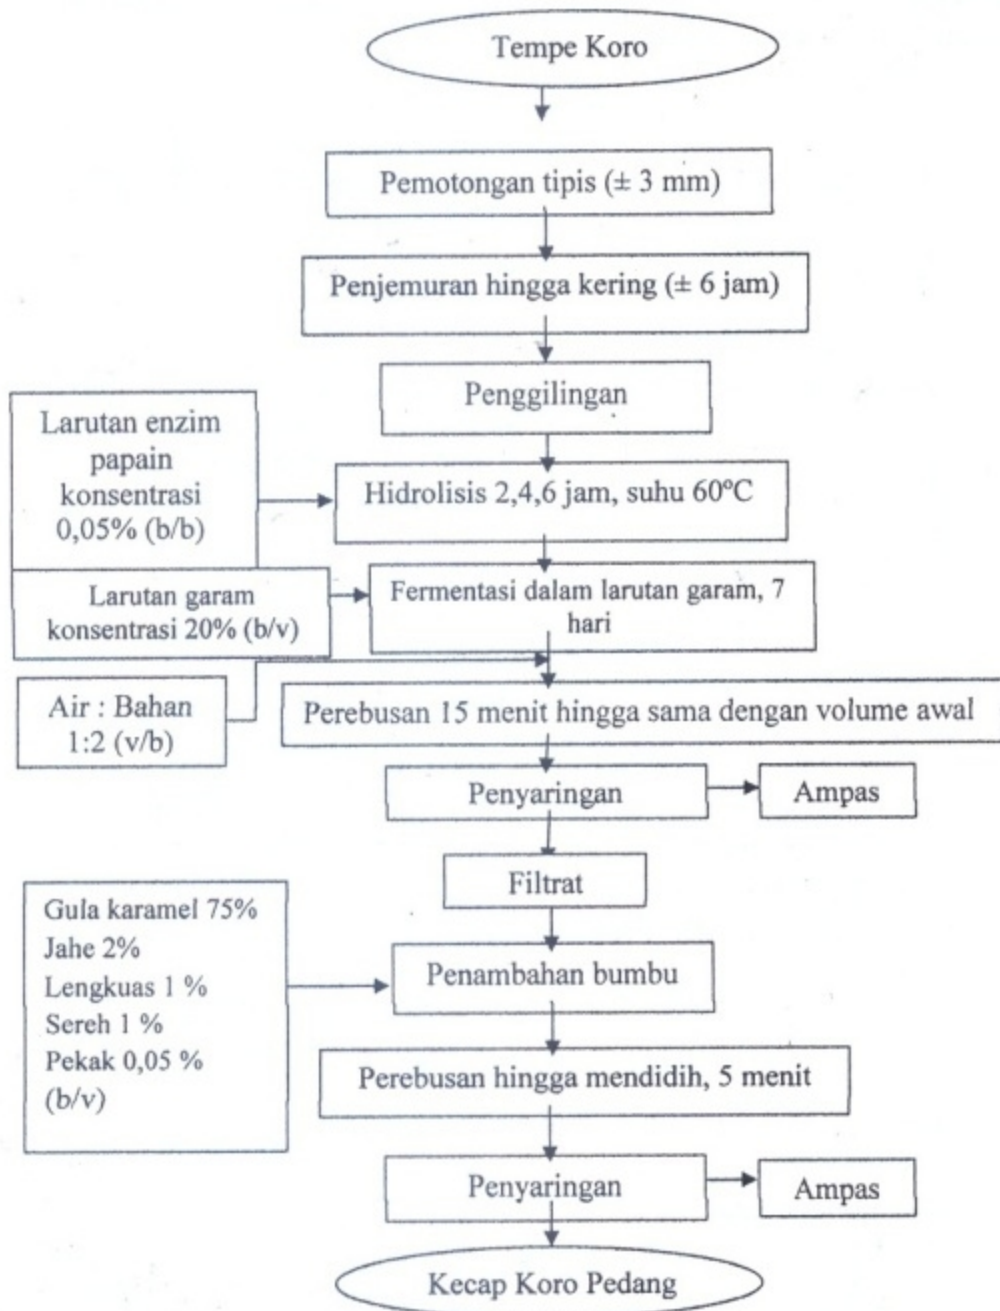 Tempe Koro
Pemotongan tipis (± 3 mm)
Penjemuran hingga kering (± 6 jam)
Penggilingan
Larutan enzim
papain
konsentrasi
0,05% (b/b)
Hidrolisis 2,4,6 jam, suhu 60°C
Larutan garam
konsentrasi 20% (b/v)
Fermentasi dalam larutan garam, 7
hari
Air : Bahan
1:2 (v/b)
Perebusan 15 menit hingga sama dengan volume awal
Penyaringan
Ampas
Filtrat
Gula karamel 75%
Jahe 2%
Lengkuas 1 %
Sereh 1 %
Pekak 0,05 %
(b/v)
Penambahan bumbu
Perebusan hingga mendidih, 5 menit
Penyaringan
Ampas
Kecap Koro Pedang